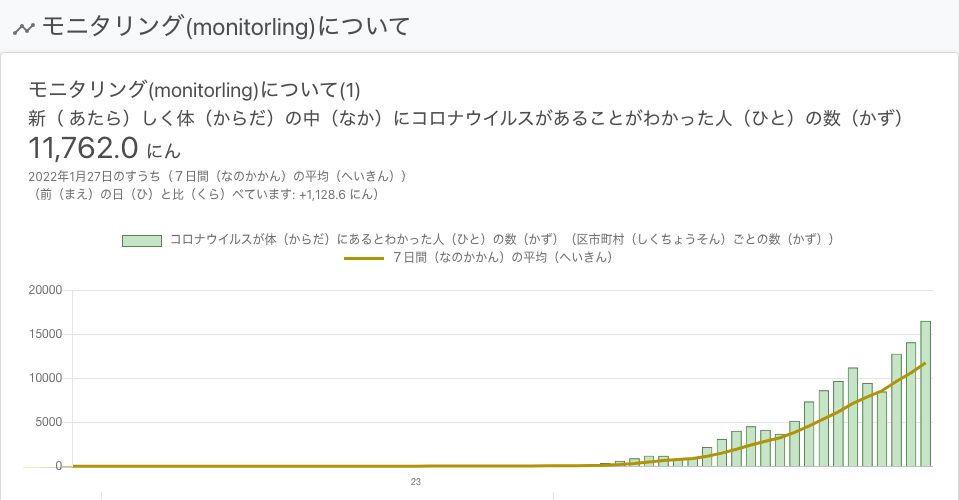 モニタリング(monitorling)について
モニタリング(monitorling)について(1)
新（ あたら）しく体（からだ）の中（なか）にコロナウイルスがあることがわかった人（ひと）の数（かず）
11,762.0 にん
2022年1月27日のすうち（７日間（なのかかん）の平均（へいきん））
（前（まえ）の日（ひ）と比（くら）べています: +1,128.6 にん）
コロナウイルスが体（からだ）にあるとわかった人（ひと）の数（かず）（区市町村（しくちょうそん）ごとの数（かず））
７日間（なのかかん）の平均（へいきん）
20000
15000
10000
5000
0
23